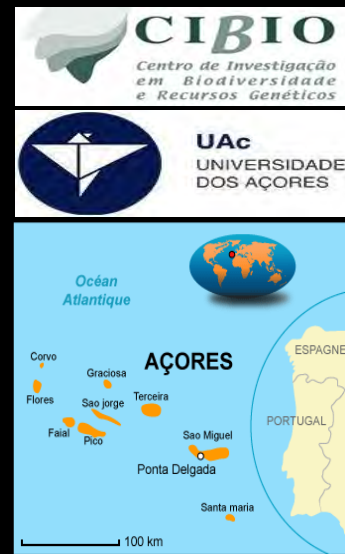 CIBIO
Centro de Investigação
em Biodiversidade
e Recursos Genéticos
UAc
UNIVERSIDADE
DOS AÇORES
Océan
Atlantique
ESPAGNE
Corvo
AÇORES
Graciosa
Flores
Sao jorge
Terceira
PORTUGAL
Faial
Pico
Sao Miguel
Ponta Delgada
Santa maria
100 km